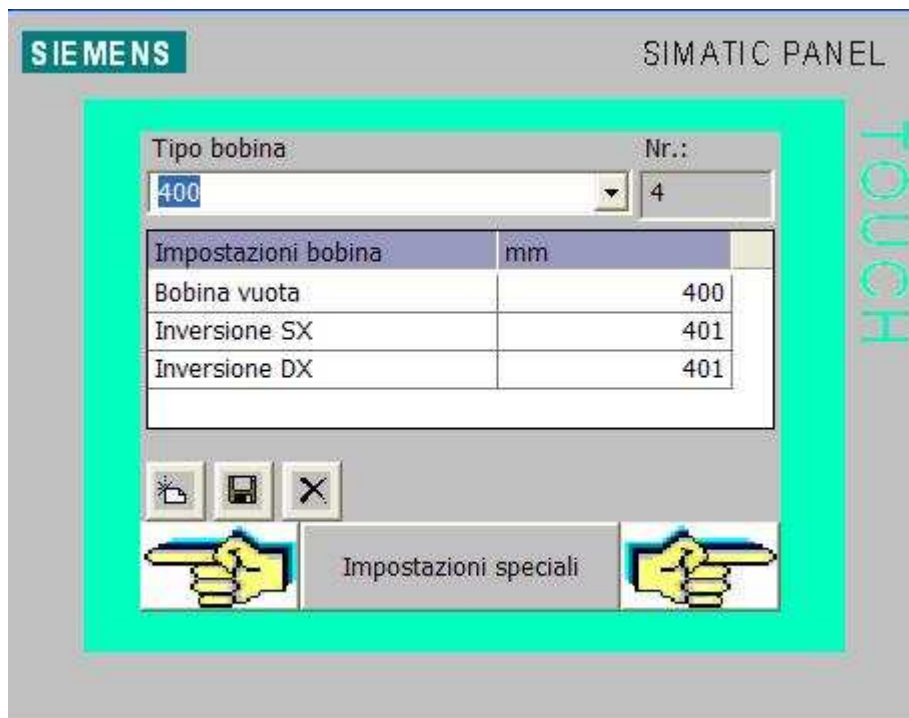 SIEMENS
SIMATIC PANEL
TOUCH
Tipo bobina Nr.:
400 4
Impostazioni bobina mm
Bobina vuota 400
Inversione SX 401
Inversione DX 401
Impostazioni speciali